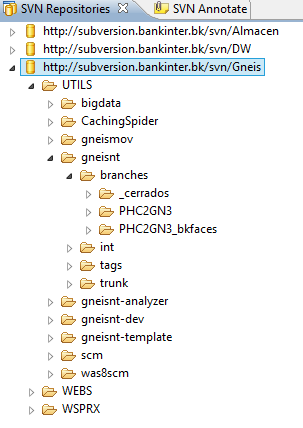 SVN Repositories SVN Annotate
http://subversion.bankinter.bk/svn/Almacen
http://subversion.bankinter.bk/svn/DW
http://subversion.bankinter.bk/svn/Gneis
UTILS
bigdata
CachingSpider
gneismov
gneisnt
branches
_cerrados
PHC2GN3
PHC2GN3_bkfaces
int
tags
trunk
gneisnt-analyzer
gneisnt-dev
gneisnt-template
scm
was8scm
WEBS
WSPRX